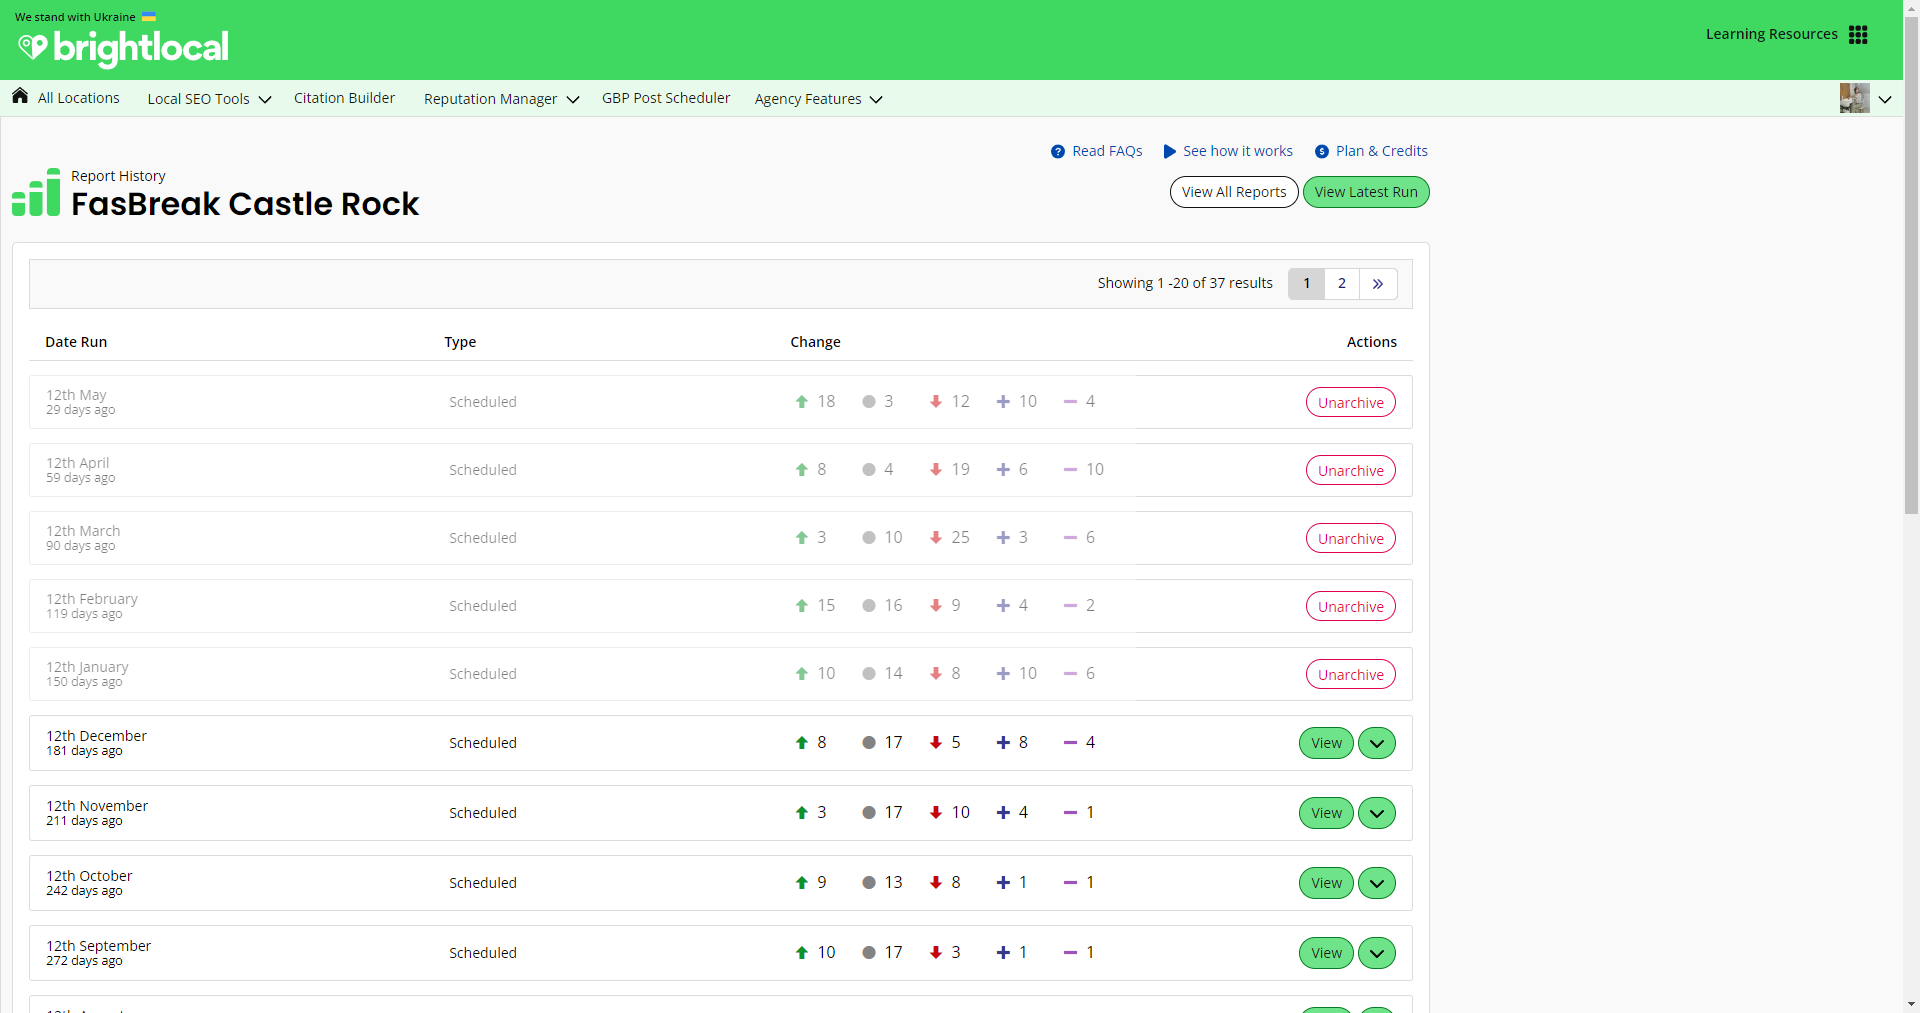 We stand with Ukraine
brightlocal
Learning Resources
All Locations Local SEO Tools Citation Builder Reputation Manager GBP Post Scheduler Agency Features
Read FAQs See how it works Plan & Credits
Report History
FasBreak Castle Rock
View All Reports View Latest Run
Showing 1 -20 of 37 results 1 2 »
Date Run Type Change Actions
12th May
29 days ago
Scheduled 18 3 12 10 4 Unarchive
12th April
59 days ago
Scheduled 8 4 19 6 10 Unarchive
12th March
90 days ago
Scheduled 3 10 25 3 6 Unarchive
12th February
119 days ago
Scheduled 15 16 9 4 2 Unarchive
12th January
150 days ago
Scheduled 10 14 8 10 6 Unarchive
12th December
181 days ago
Scheduled 8 17 5 8 4 View
12th November
211 days ago
Scheduled 3 17 10 4 1 View
12th October
242 days ago
Scheduled 9 13 8 1 1 View
12th September
272 days ago
Scheduled 10 17 3 1 1 View